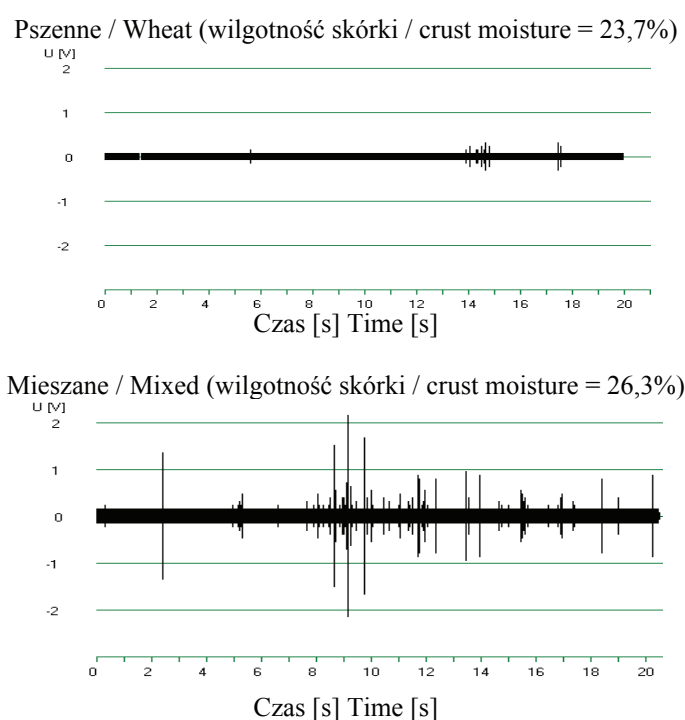 Pszenne / Wheat (wilgotność skórki / crust moisture = 23,7%)
U [V]
2
1
0
-1
-2
0 2 4 6 8 10 12 14 16 18 20
Czas [s] Time [s]
Mieszane / Mixed (wilgotność skórki / crust moisture = 26,3%)
U [V]
2
1
0
-1
-2
0 2 4 6 8 10 12 14 16 18 20
Czas [s] Time [s]